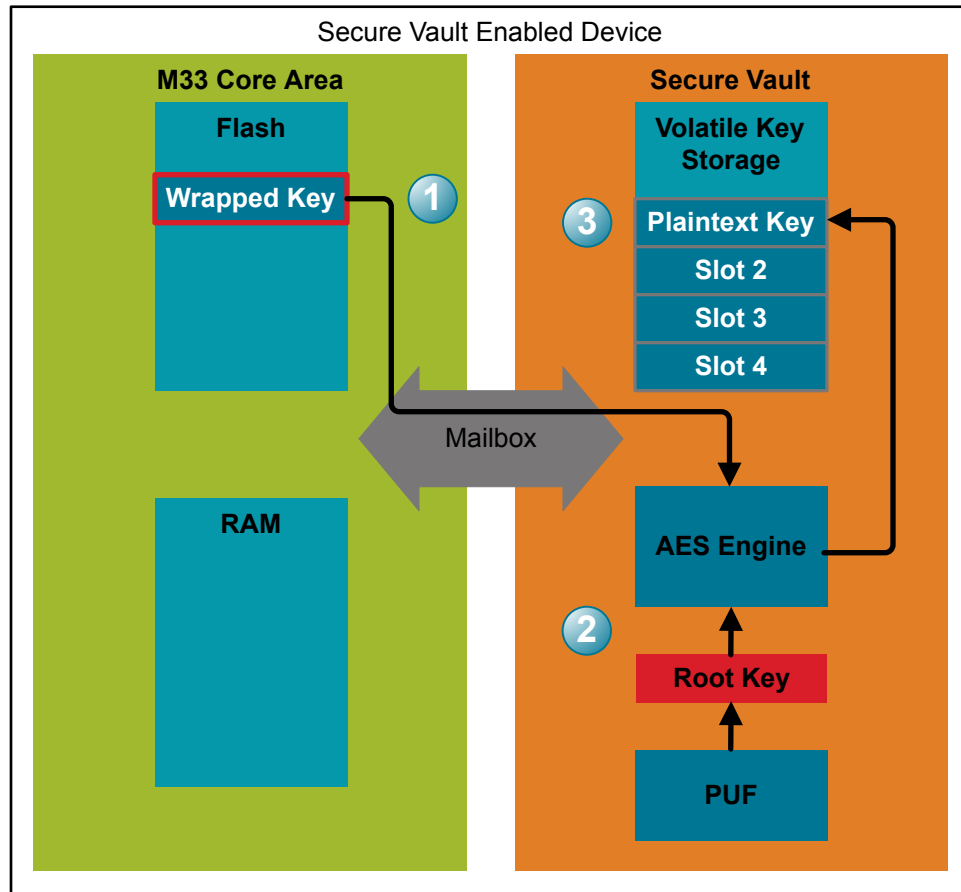 Secure Vault Enabled Device
M33 Core Area
Flash
Wrapped Key
1
Mailbox
RAM
Secure Vault
Volatile Key
Storage
3
Plaintext Key
Slot 2
Slot 3
Slot 4
AES Engine
2
Root Key
PUF